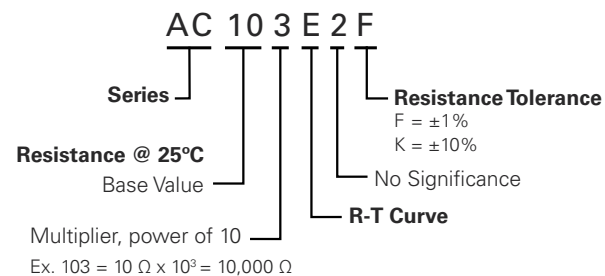 AC 10 3 E 2 F
Series
Resistance Tolerance
F = ±1%
K = ±10%
Resistance @ 25ºC
Base Value
No Significance
R-T Curve
Multiplier, power of 10
Ex. 103 = 10 Ω x 10³ = 10,000 Ω